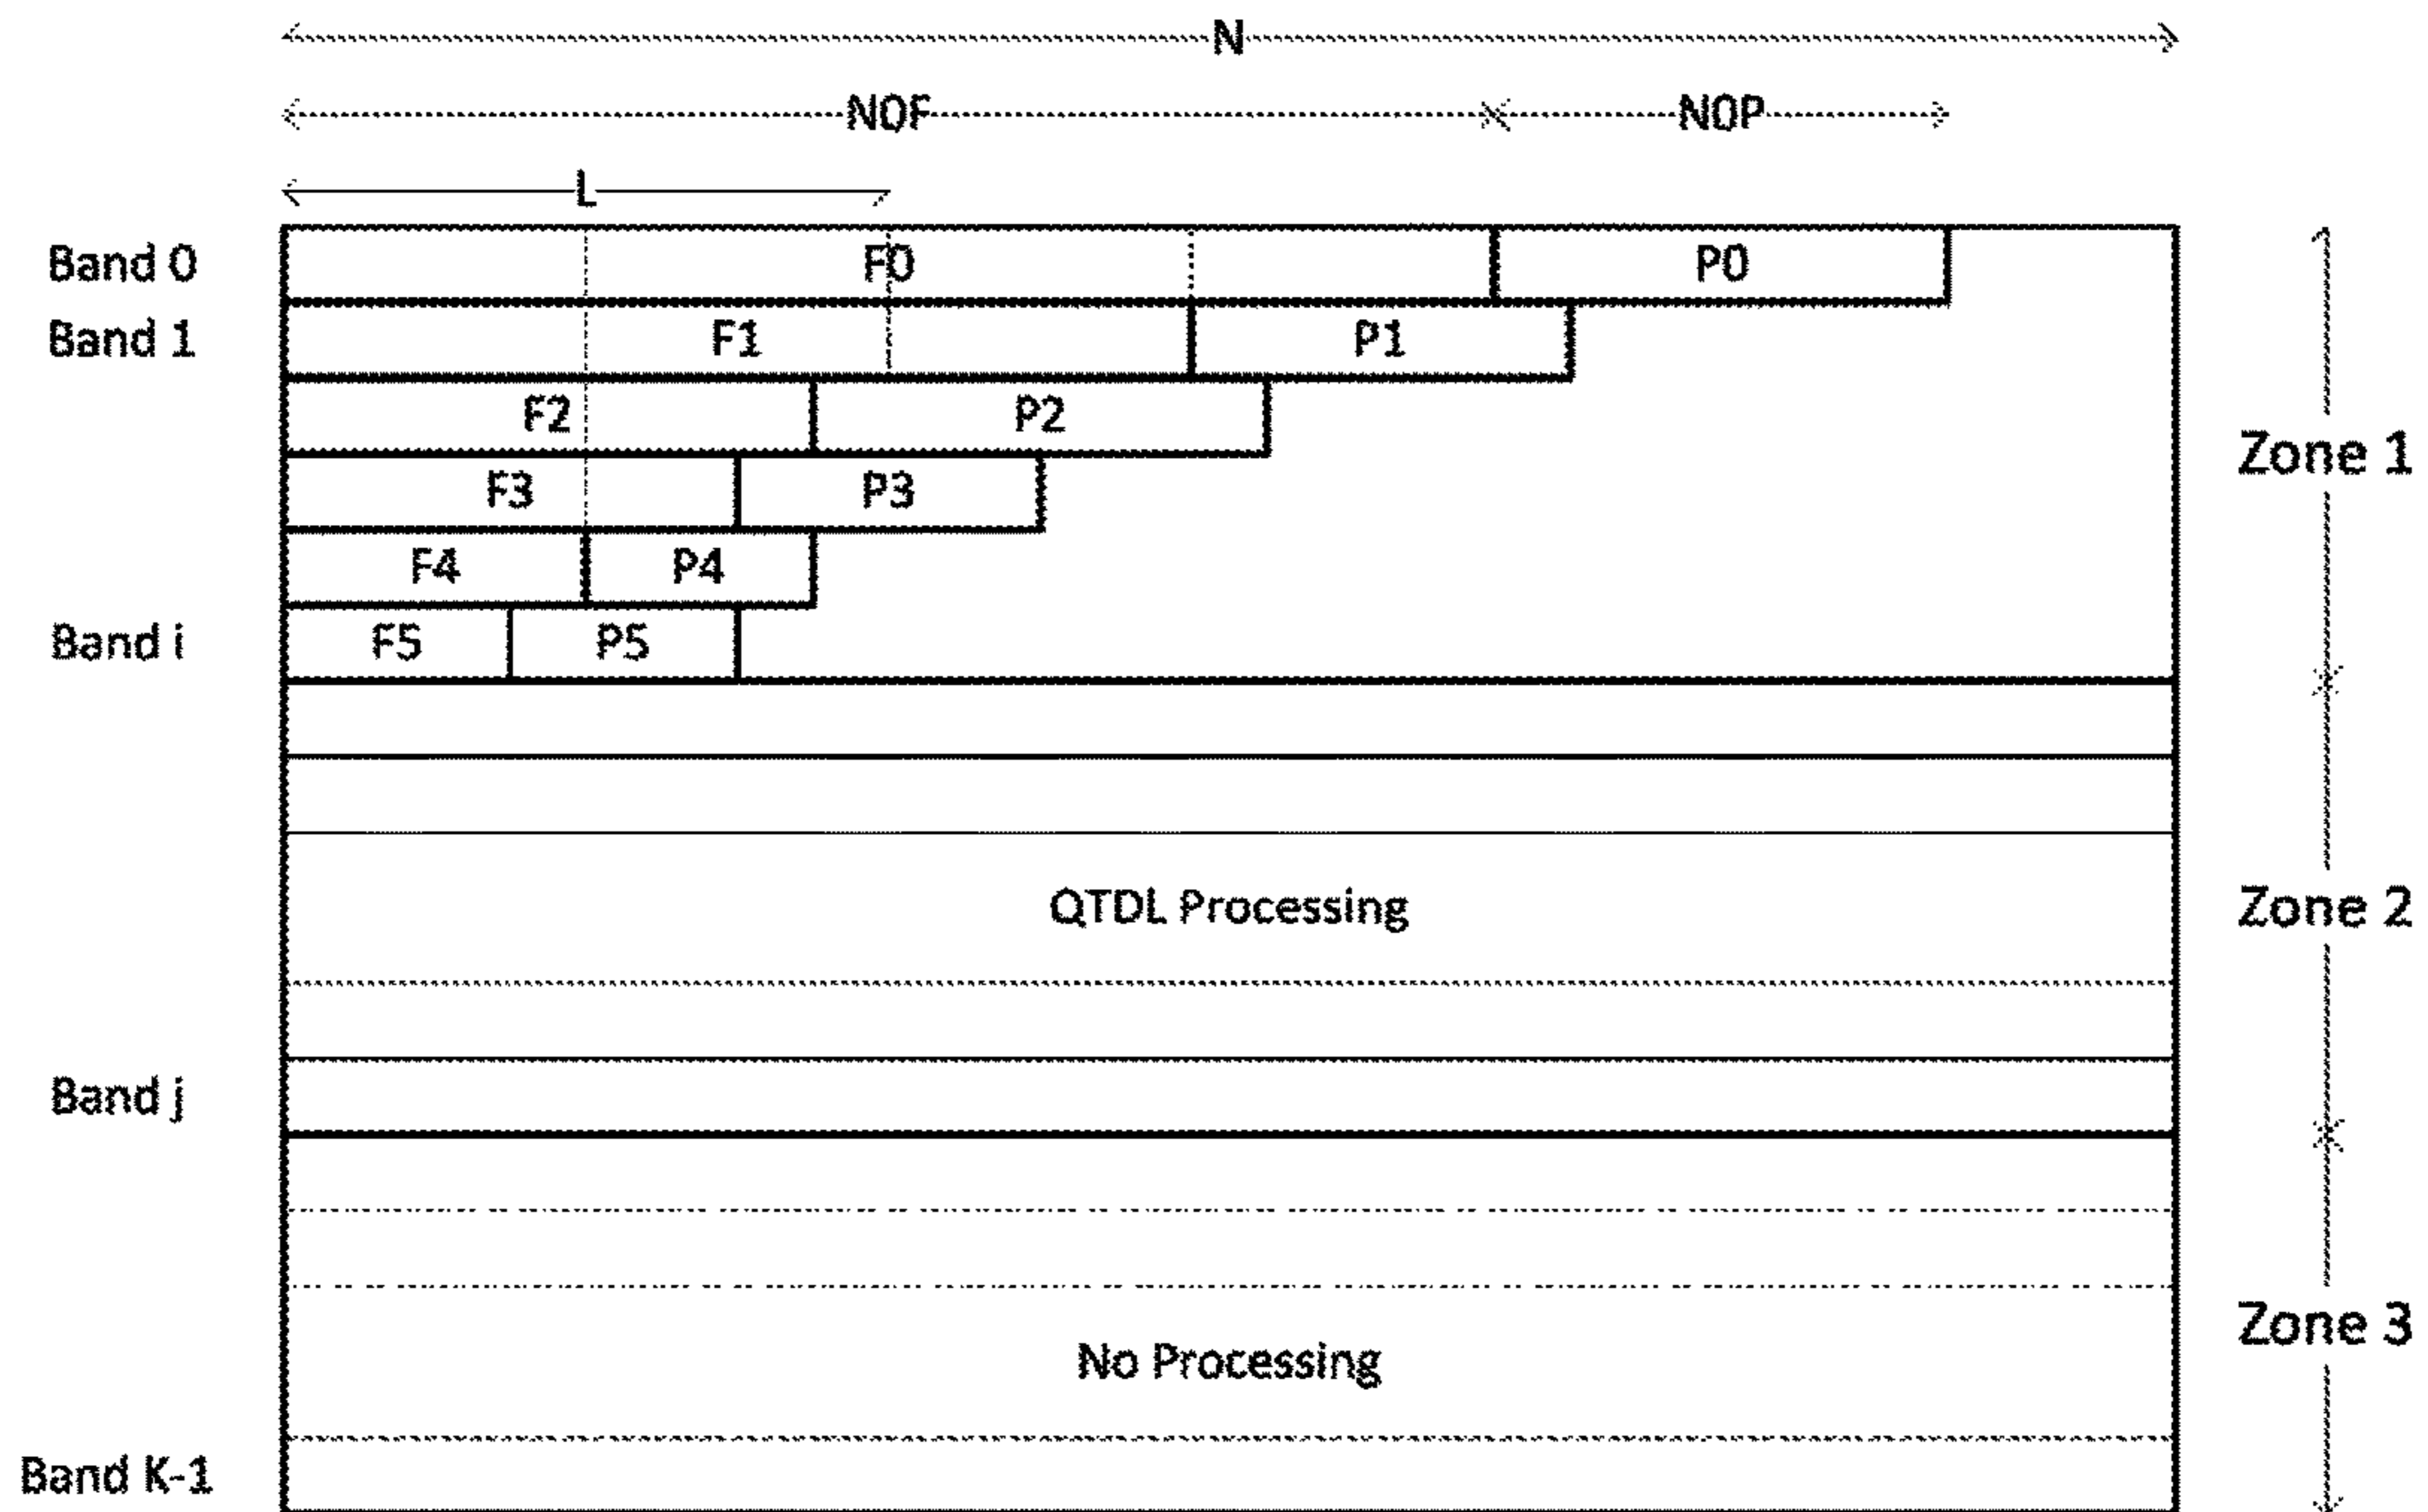 N
NOF NOP
L
Band 0 F0 P0
Band 1 F1 P1
F2 P2
Zone 1
F3 P3
F4 P4
Band i F5 P5
QTDL Processing Zone 2
Band j
Zone 3
No Processing
Band K-1